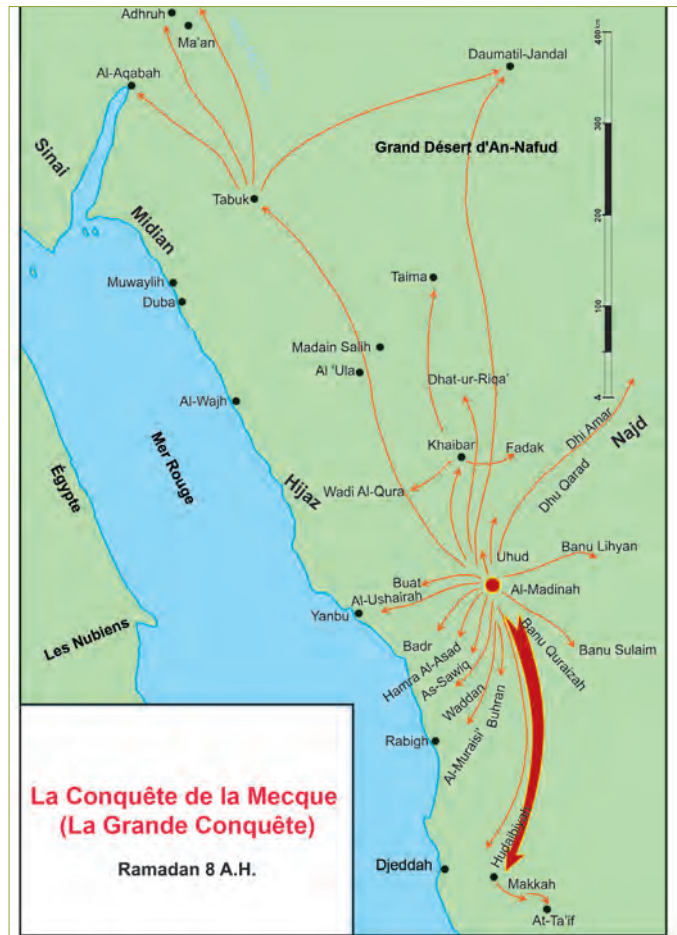 Adhruh
Ma'an
Al-Aqabah
Daumatil-Jandal
400 km
Sinai
Grand Désert d'An-Nafud
300
Tabuk
200
Midian
Muwaylih
Duba
Taima
100
Madain Salih
Al 'Ula
Dhat-ur-Riqa'
4
Al-Wajh
Dhi Amar
Najd
Khaibar
Fadak
Mer Rouge
Hijaz
Wadi Al-Qura
Dhu Qarad
Égypte
Uhud
Banu Lihyan
Buat
Al-Madinah
Al-Ushairah
Yanbu
Les Nubiens
Badr
Banu Quraizah
Banu Sulaim
Hamra Al-Asad
As-Sawiq
Waddan
Buhran
Al-Muraisi'
Rabigh
La Conquête de la Mecque
(La Grande Conquête)
Ramadan 8 A.H.
Hudaibiyah
Djeddah
Makkah
At-Ta'if